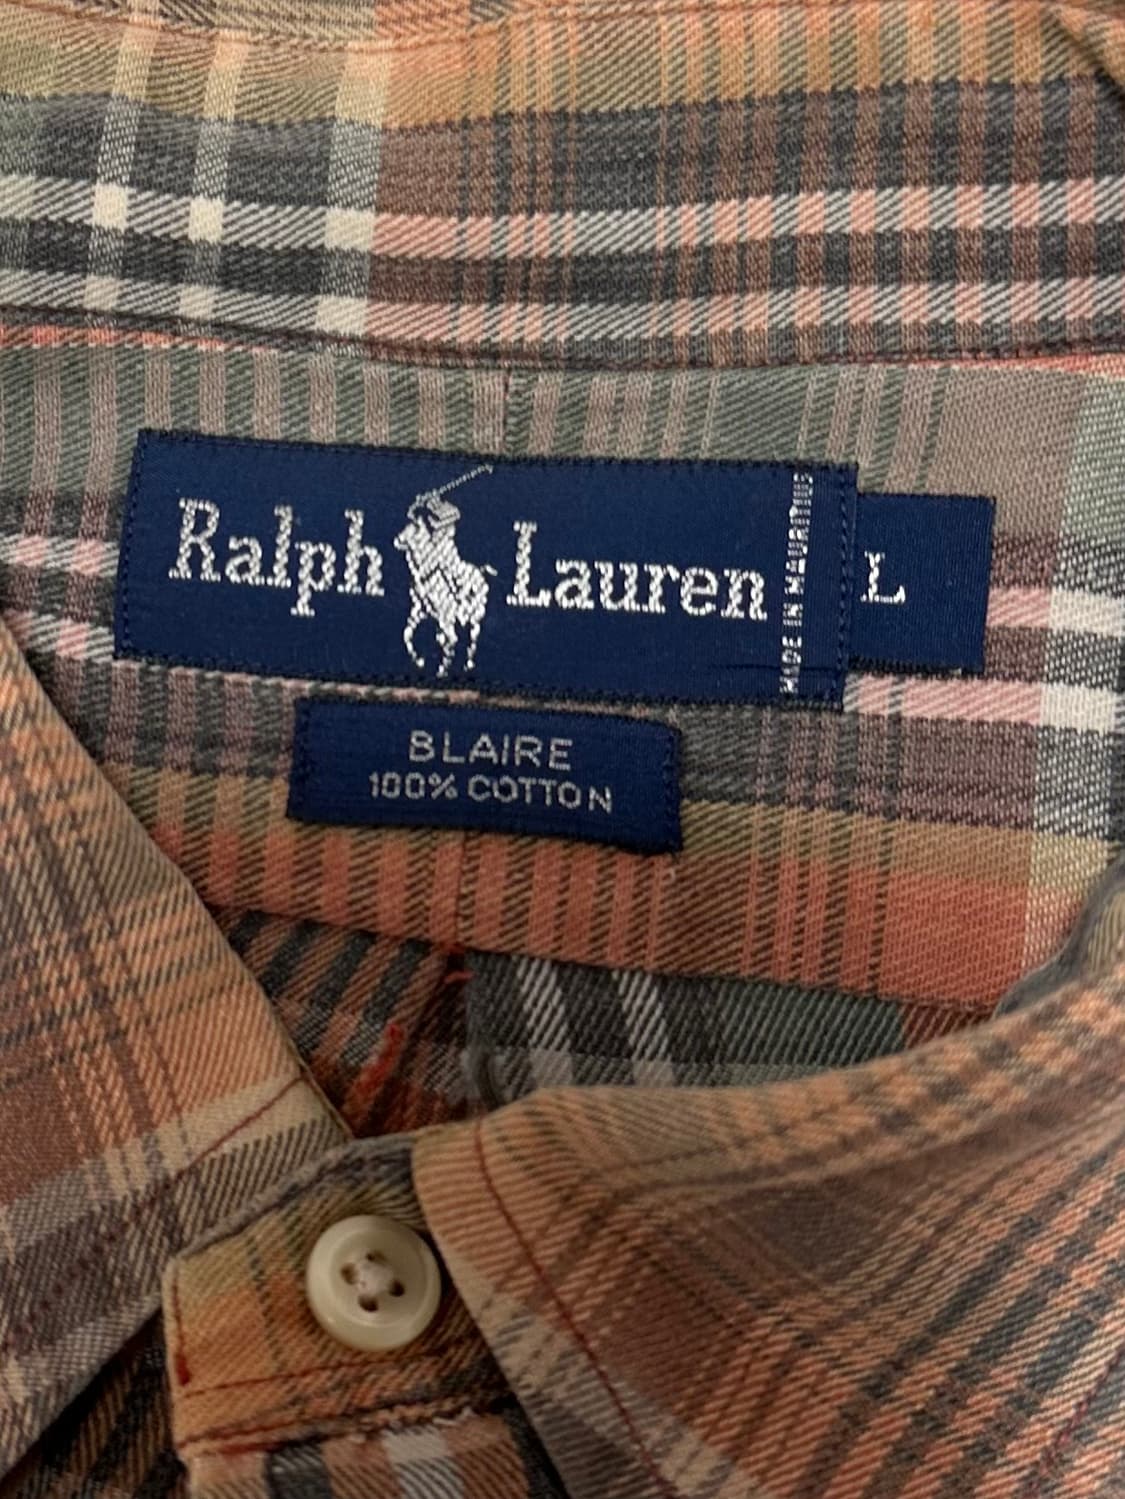 Ralph Lauren
MADE IN MAURITIUS
L
BLAIRE
100% COTTON